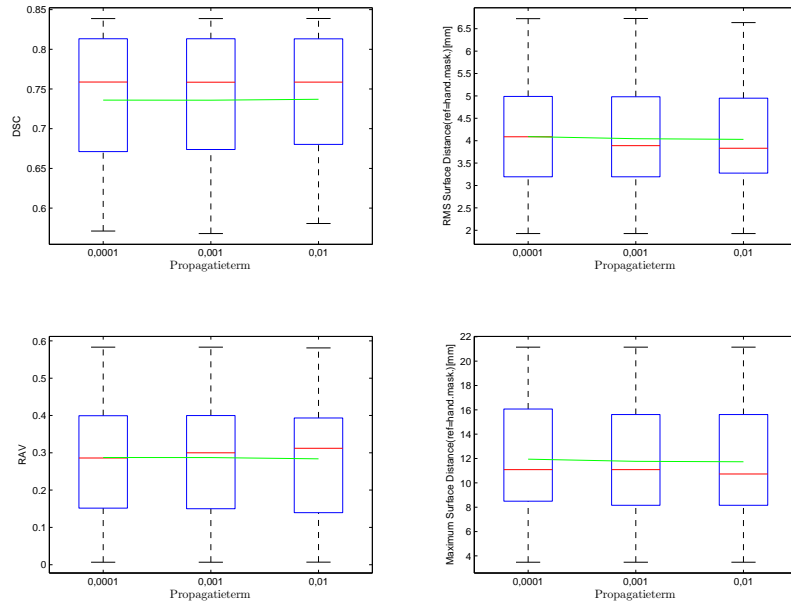 0.85
0.8
0.75
0.7
0.65
0.6
DSC
0,0001 0,001 0,01
Propagatieterm
6.5
6
5.5
5
4.5
4
3.5
3
2.5
2
RMS Surface Distance(ref=hand.mask.)[mm]
0,0001 0,001 0,01
Propagatieterm
0.6
0.5
0.4
0.3
0.2
0.1
0
RAV
0,0001 0,001 0,01
Propagatieterm
22
20
18
16
14
12
10
8
6
4
Maximum Surface Distance(ref=hand.mask.)[mm]
0,0001 0,001 0,01
Propagatieterm